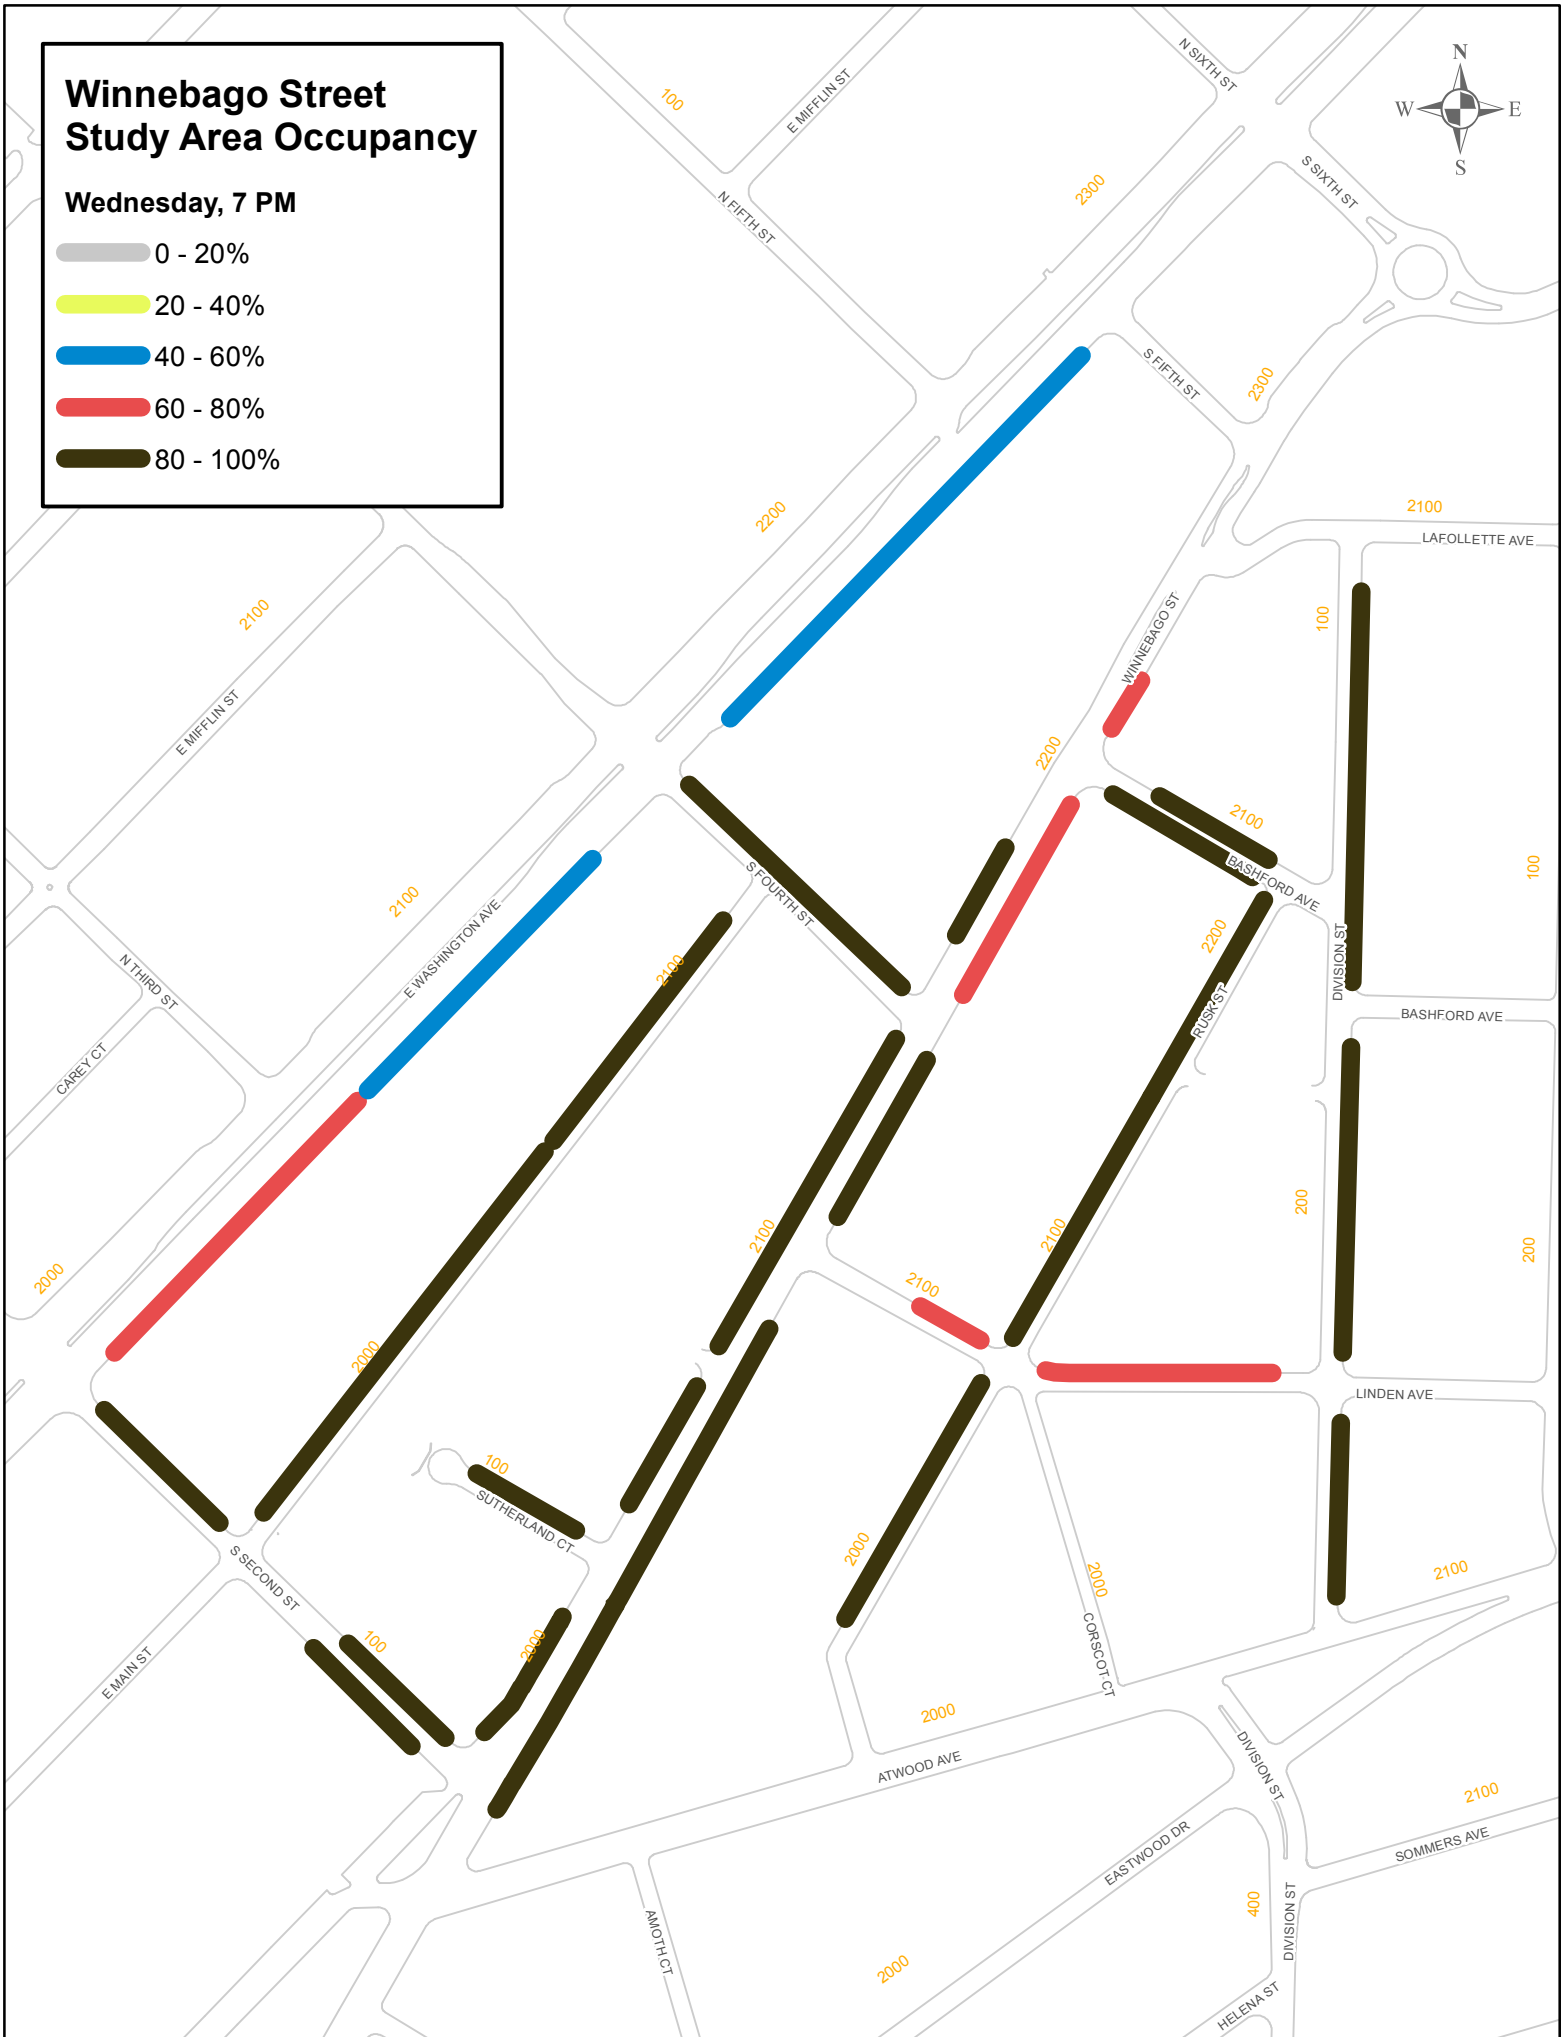 Winnebago Street
Study Area Occupancy
Wednesday, 7 PM
0 - 20%
20 - 40%
40 - 60%
60 - 80%
80 - 100%
N
W
E
S
N SIXTH ST
E MIFFLIN ST
100
S SIXTH ST
2300
N FIFTH ST
S FIFTH ST
2300
2200
2100
LAFOLLETTE AVE
2100
100
WINNEBAGO ST
E MIFFLIN ST
2200
2100
BASHFORD AVE
100
S FOURTH ST
2100
E WASHINGTON AVE
2200
2100
N THIRD ST
DIVISION ST
RUSK ST
BASHFORD AVE
CAREY CT
200
2100
2100
200
2000
2100
2000
LINDEN AVE
100
SUTHERLAND CT
2000
2000
2100
S SECOND ST
100
2000
CORSCOT CT
E MAIN ST
2000
ATWOOD AVE
DIVISION ST
2100
SOMMERS AVE
EASTWOOD DR
400
DIVISION ST
AMOTH CT
2000
HELENA ST